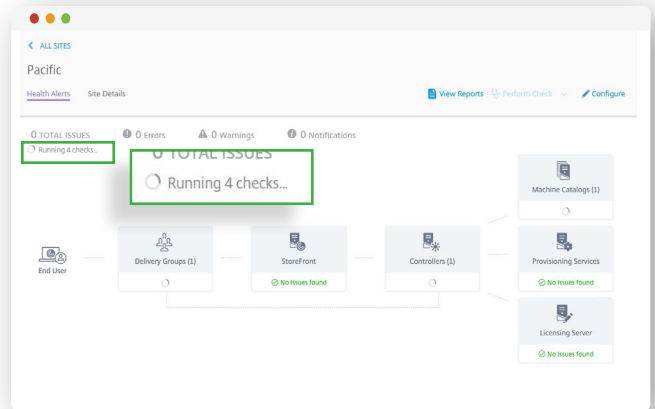 ALL SITES
Pacific
Health Alerts Site Details
View Reports Perform Check Configure
0 TOTAL ISSUES 0 Errors 0 Warnings 0 Notifications
Running 4 checks...
0 TOTAL ISSUES
Running 4 checks...
Machine Catalogs (1)
End User
Delivery Groups (1)
StoreFront
No Issues found
Controllers (1)
Provisioning Services
No Issues found
Licensing Server
No Issues found